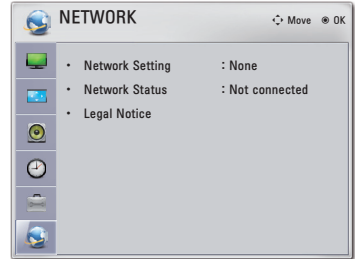 NETWORK
Move OK
• Network Setting : None
• Network Status : Not connected
• Legal Notice